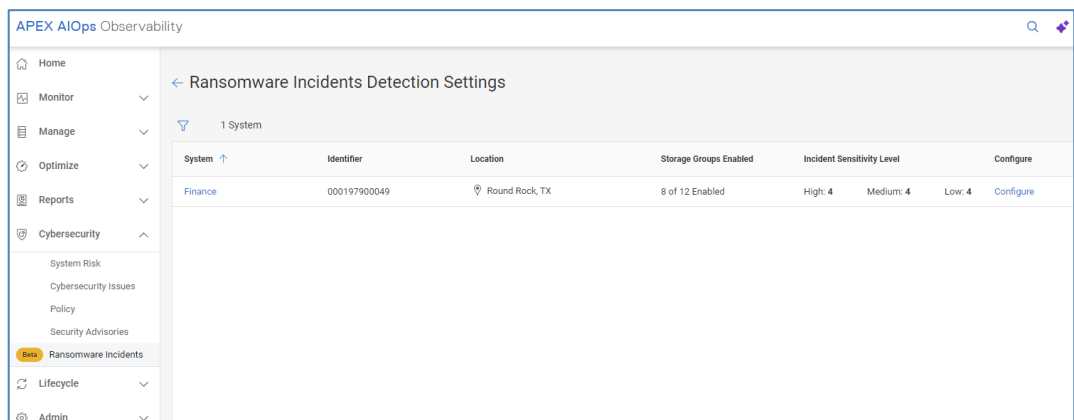 APEX AIOps Observability
Home
Monitor
Manage
Optimize
Reports
Cybersecurity
System Risk
Cybersecurity Issues
Policy
Security Advisories
Beta Ransomware Incidents
Lifecycle
Admin
Ransomware Incidents Detection Settings
1 System
System Identifier Location Storage Groups Enabled Incident Sensitivity Level Configure
Finance 000197900049 Round Rock, TX 8 of 12 Enabled High: 4 Medium: 4 Low: 4 Configure